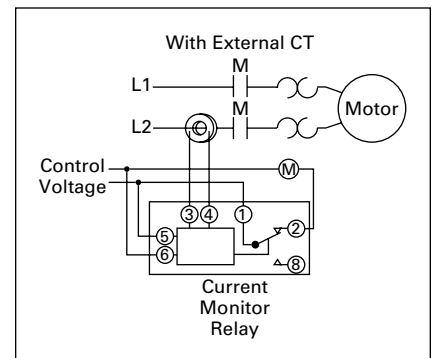 With External CT
M
L1
M
Motor
L2
Control
Voltage
M
3 4 1
2
5
6
8
Current
Monitor
Relay